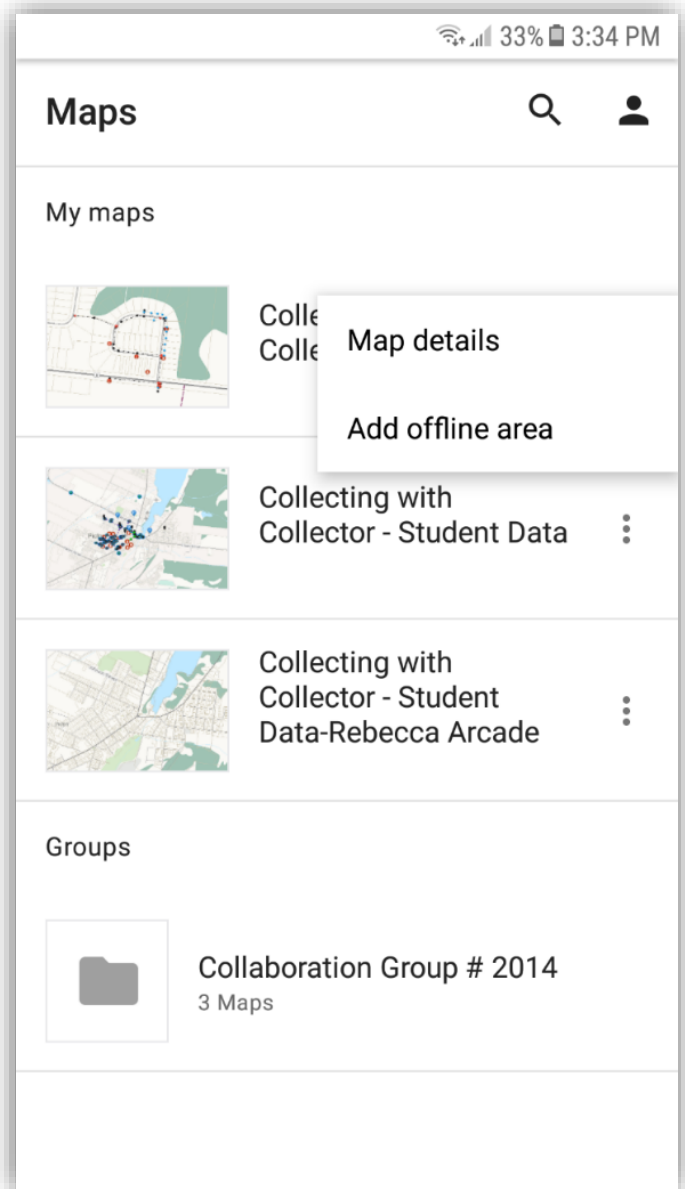 33% 3:34 PM
Maps
My maps
Colle
Colle
Map details
Add offline area
Collecting with
Collector - Student Data
Collecting with
Collector - Student
Data-Rebecca Arcade
Groups
Collaboration Group # 2014
3 Maps